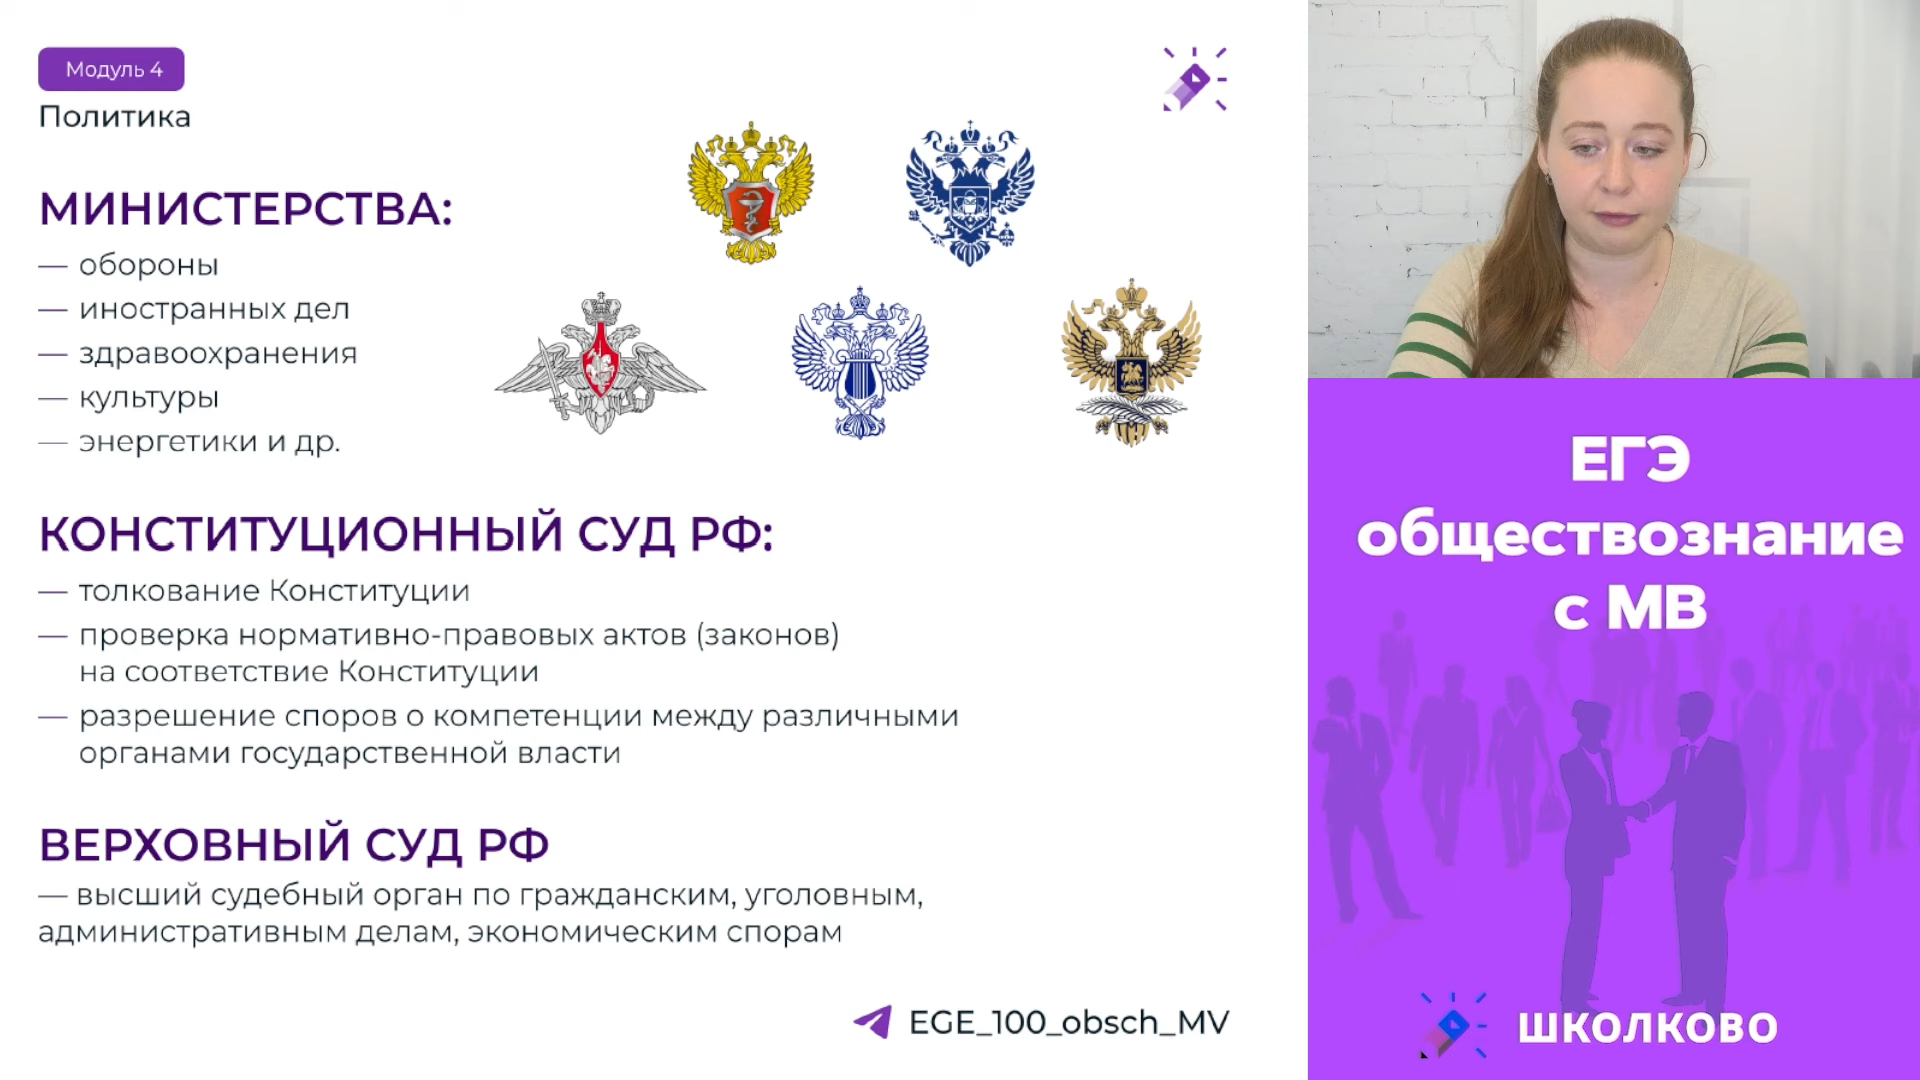 Модуль 4
Политика
МИНИСТЕРСТВА:
— обороны
— иностранных дел
— здравоохранения
— культуры
— энергетики и др.
КОНСТИТУЦИОННЫЙ СУД РФ:
— толкование Конституции
— проверка нормативно-правовых актов (законов)
на соответствие Конституции
— разрешение споров о компетенции между различными
органами государственной власти
ВЕРХОВНЫЙ СУД РФ
— высший судебный орган по гражданским, уголовным,
административным делам, экономическим спорам
EGE_100_obsch_MV
ЕГЭ
обществознание
с МВ
ШКОЛКОВО